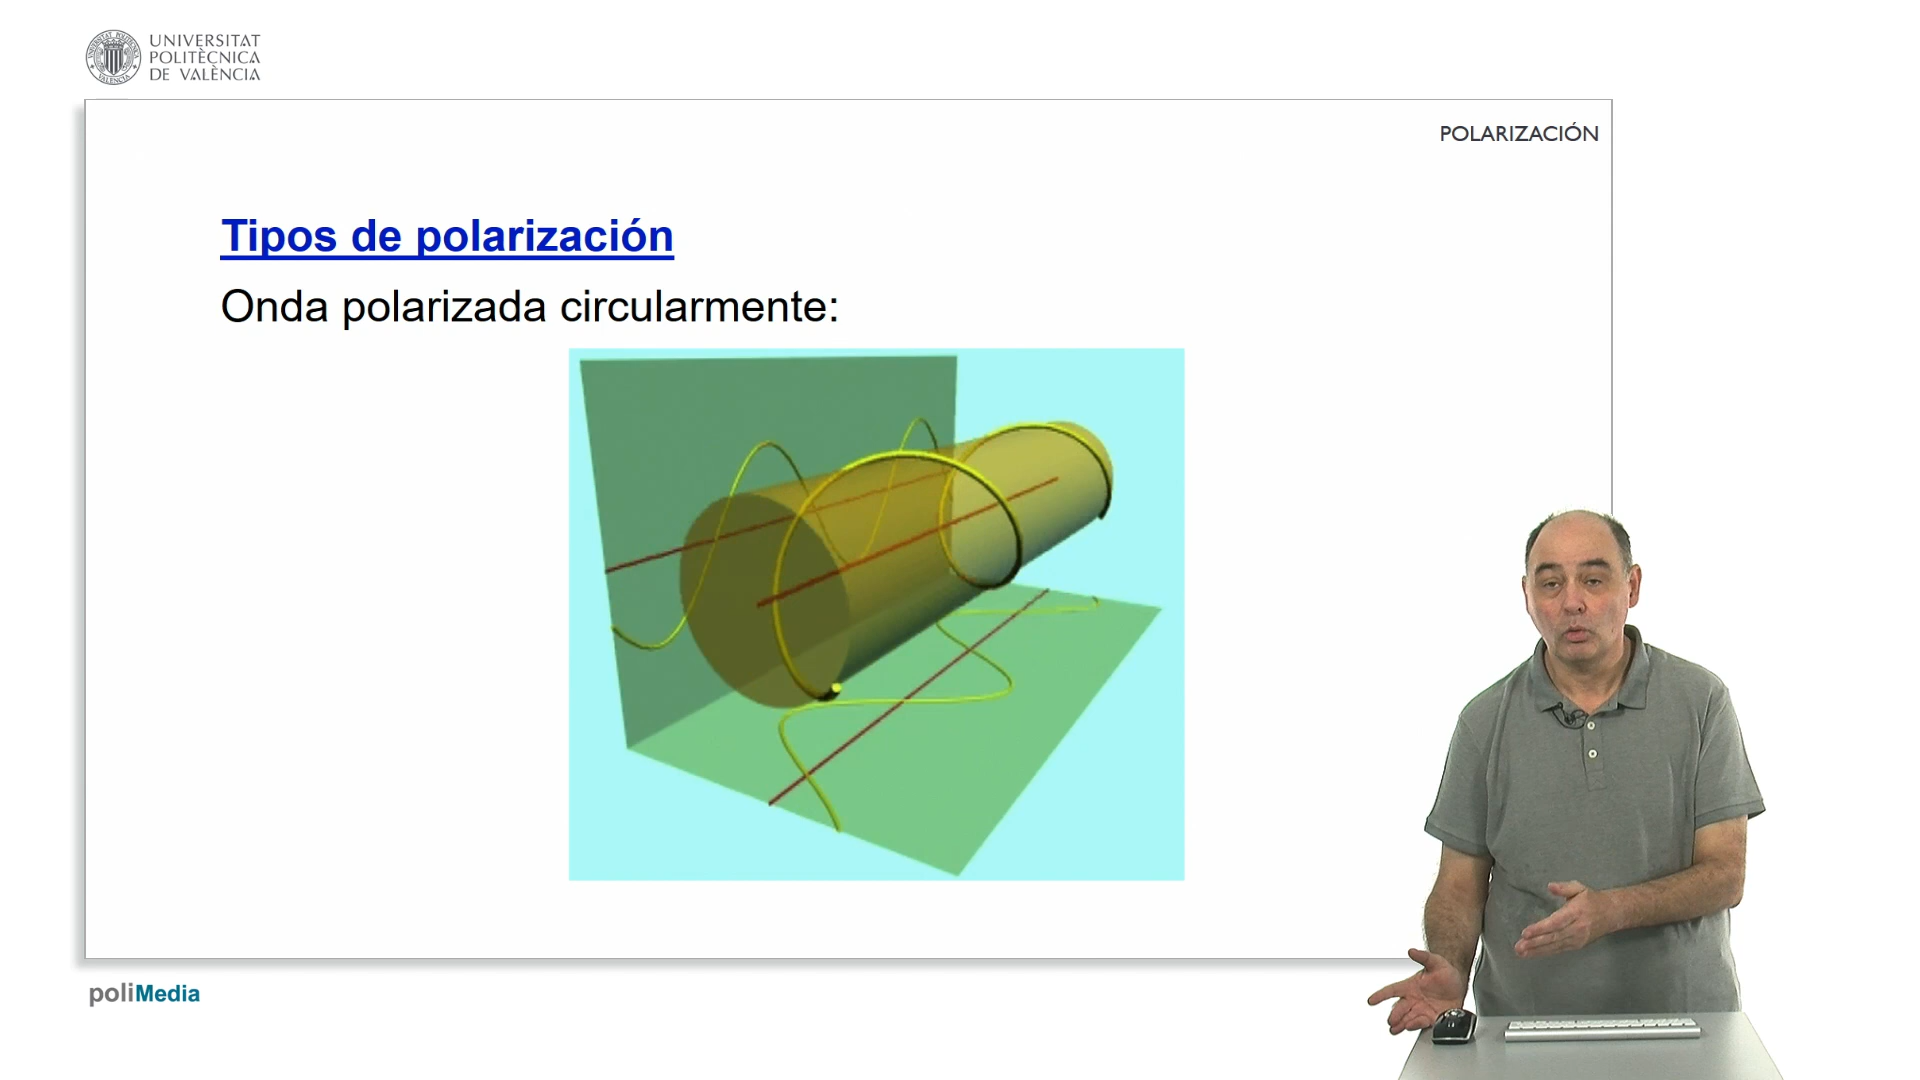 UNIVERSITAT
POLITÈCNICA
DE VALÈNCIA
POLARIZACIÓN
Tipos de polarización
Onda polarizada circularmente:
poliMedia